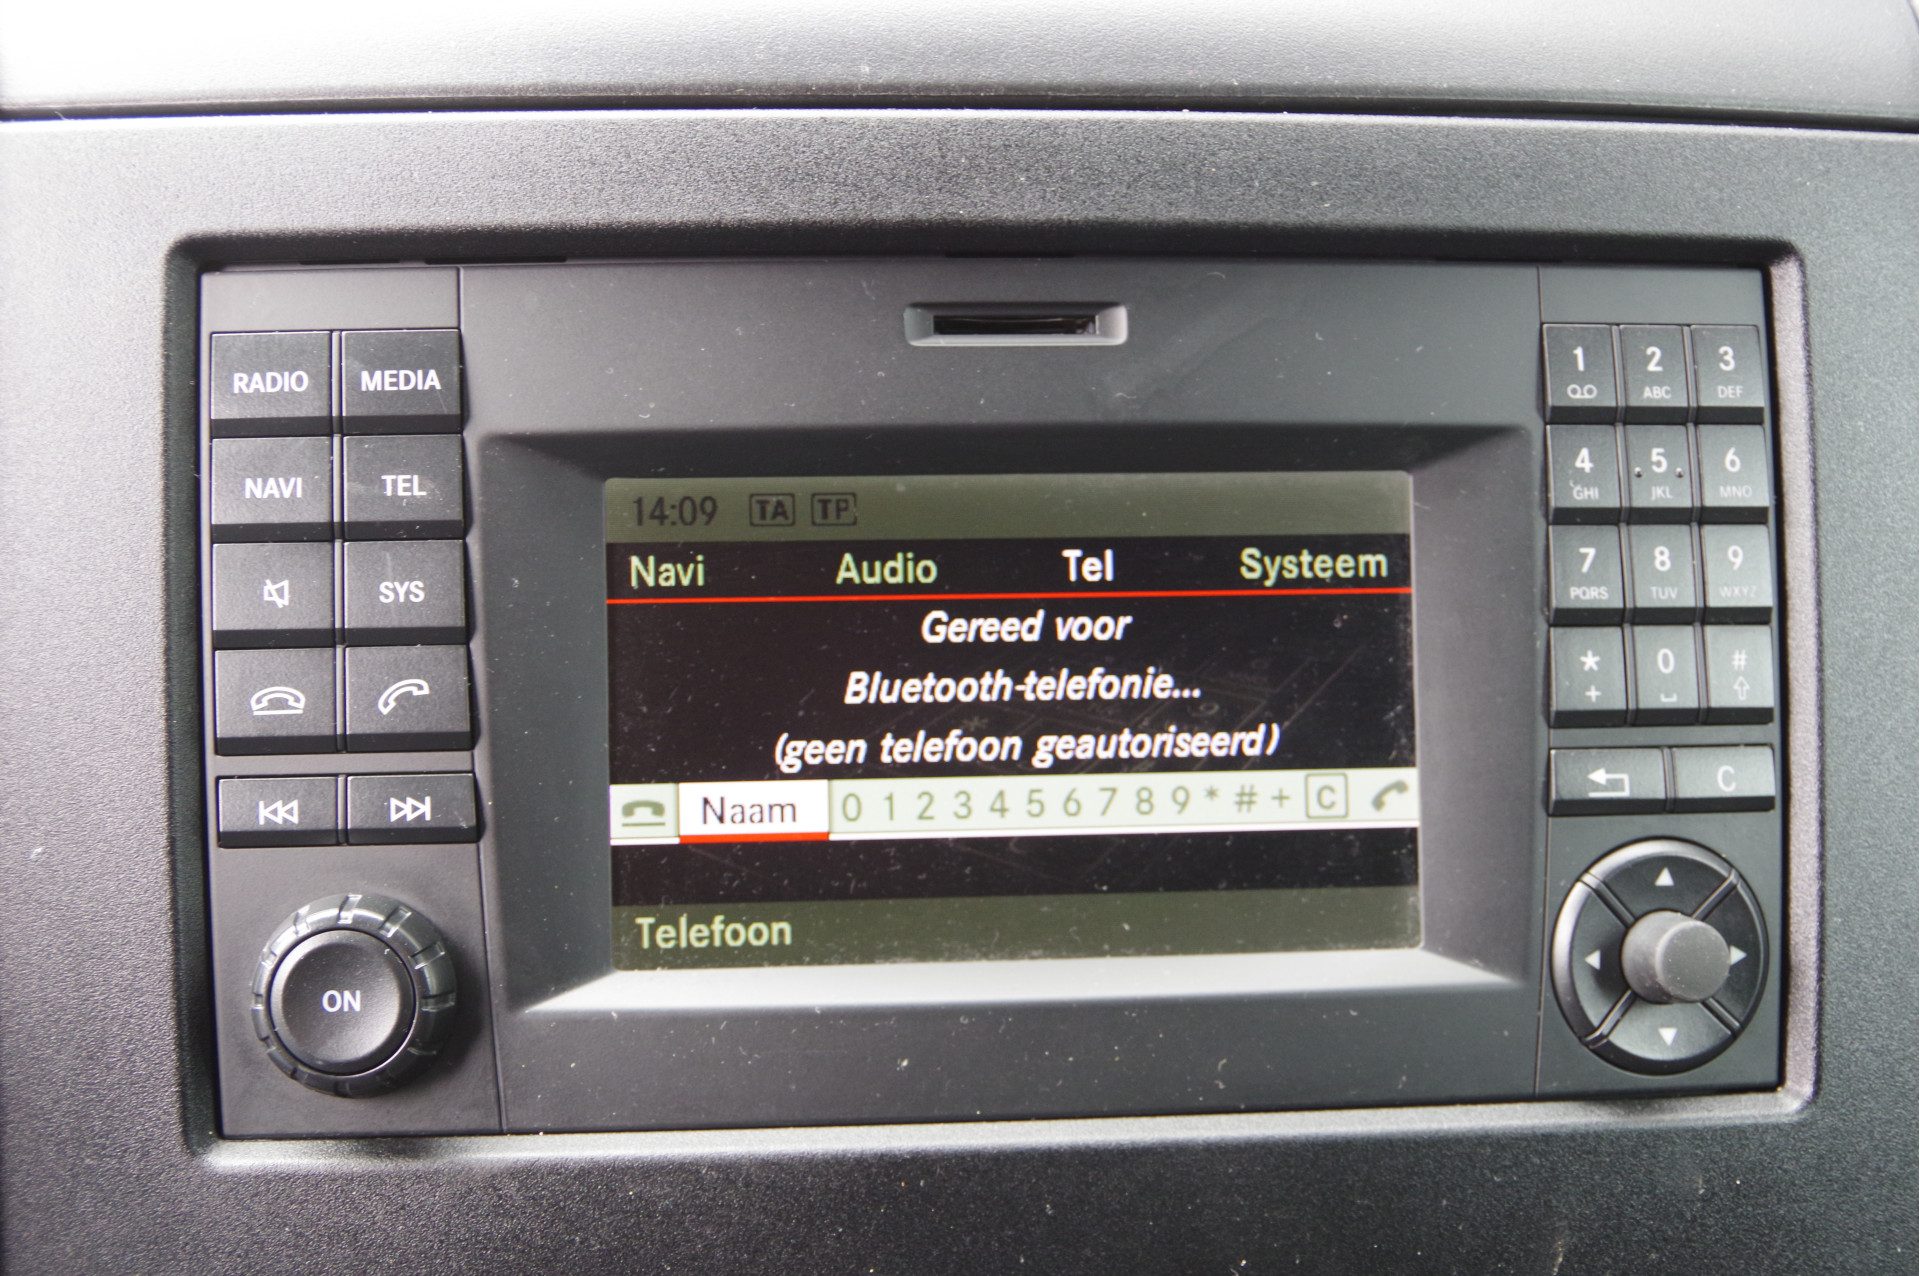 RADIO MEDIA
NAVI TEL
SYS
ON
14:09 TA TP
Navi Audio Tel Systeem
Gereed voor
Bluetooth-telefonie...
(geen telefoon geautoriseerd)
Naam 0 1 2 3 4 5 6 7 8 9 * # + C
Telefoon
1 2 3
ABC DEF
4 5 6
GHI JKL MNO
7 8 9
PQRS TUV WXYZ
* 0 #
+
C